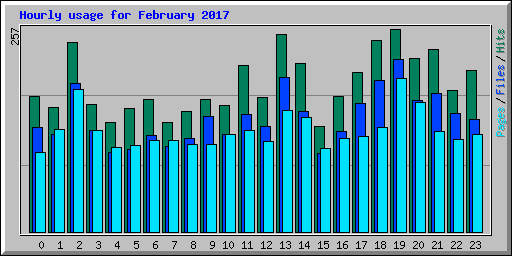 Hourly usage for February 2017
257
Pages/Files/Hits
0 1 2 3 4 5 6 7 8 9 10 11 12 13 14 15 16 17 18 19 20 21 22 23